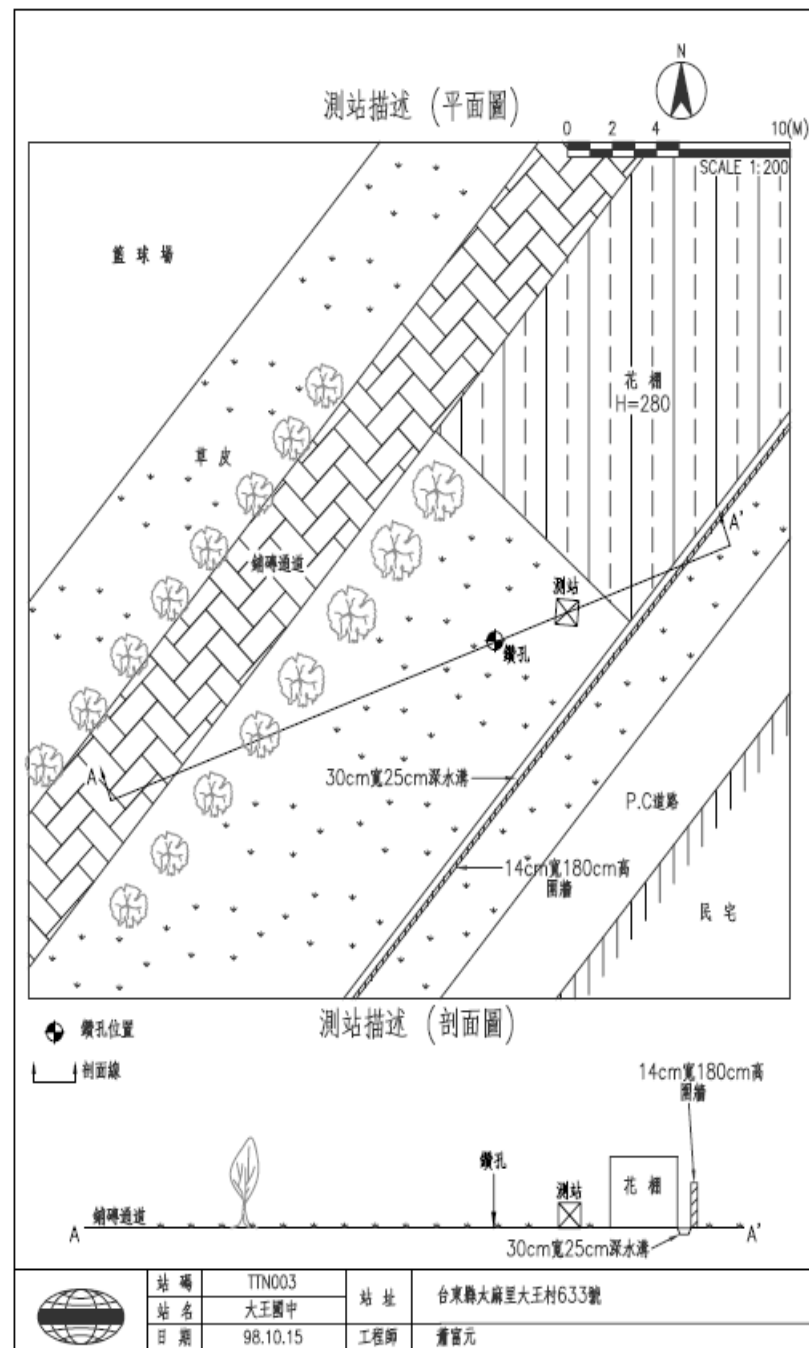 測站描述 (平面圖)
N
0 2 4 10(M)
SCALE 1:200
籃球場
花棚
H=280
草皮
A'
鋪磚通道
測站
鑽孔
A
30cm寬25cm深水溝
P.C道路
14cm寬180cm高
圍牆
民宅
鑽孔位置
測站描述 (剖面圖)
剖面線
14cm寬180cm高
圍牆
鑽孔
測站
花棚
鋪磚通道
A
A'
30cm寬25cm深水溝
站碼 TTN003
站名 大王國中
站址 台東縣太麻里大王村633號
日期 98.10.15
工程師 蕭富元